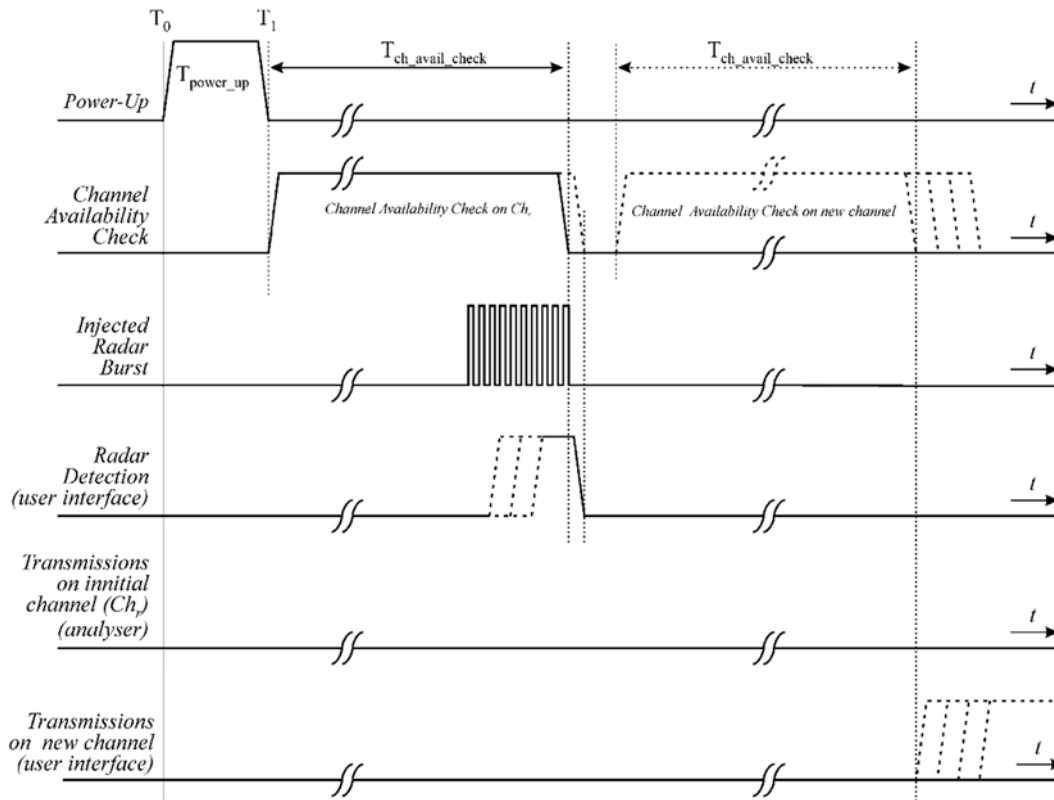 T0 T1
Tch_avail_check Tch_avail_check
Tpower_up
Power-Up
t
Channel
Availability
Check
Channel Availability Check on Chr
Channel Availability Check on new channel
t
Injected
Radar
Burst
t
Radar
Detection
(user interface)
t
Transmissions
on innitial
channel (Chr)
(analyser)
t
Transmissions
on new channel
(user interface)
t